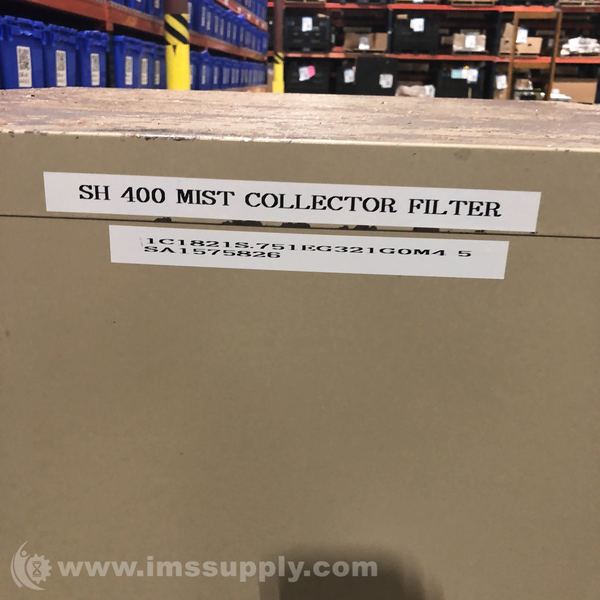 SH 400 MIST COLLECTOR FILTER
1C1821S.751EG321G0M4 5
SA1575826
www.imssupply.com